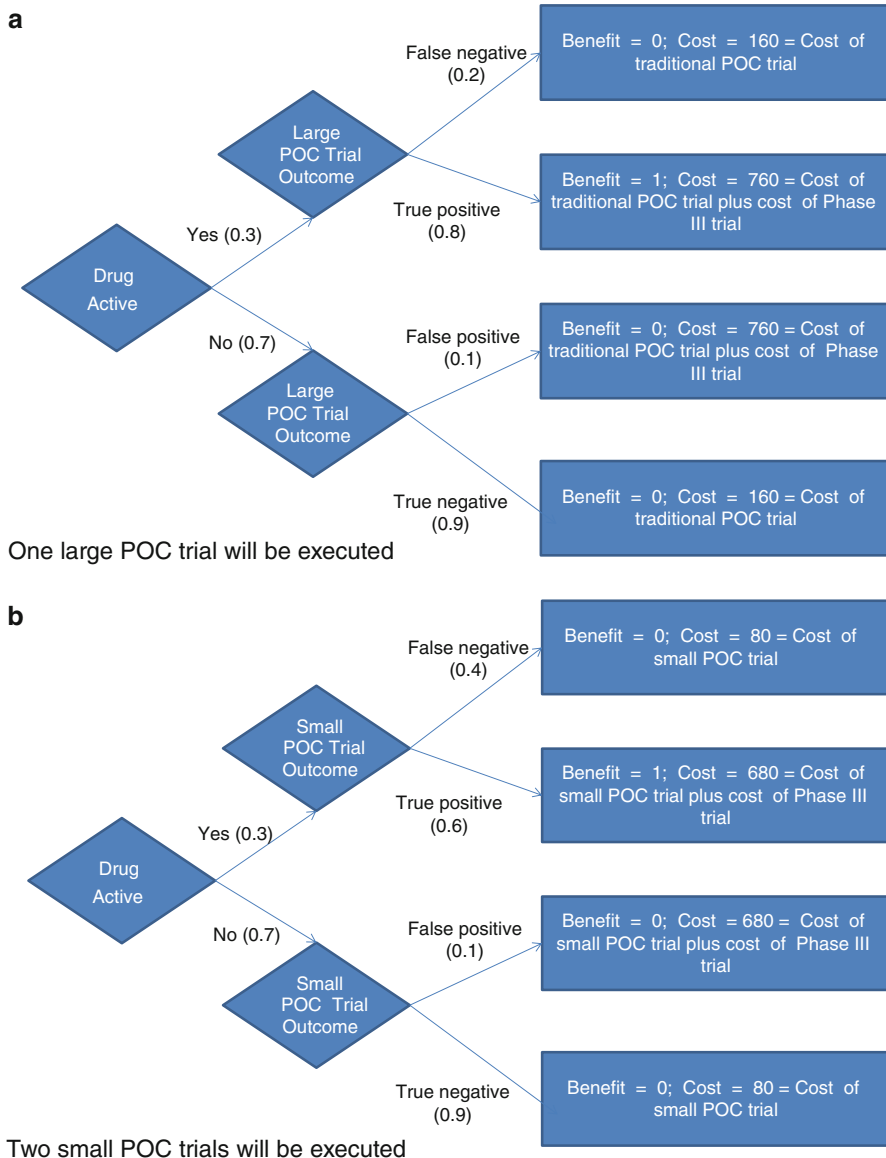 a
False negative
(0.2)
Benefit = 0; Cost = 160 = Cost of
traditional POC trial
Large
POC Trial
Outcome
Benefit = 1; Cost = 760 = Cost of
traditional POC trial plus cost of Phase
III trial
True positive
(0.8)
Yes (0.3)
Drug
Active
No (0.7)
False positive
(0.1)
Benefit = 0; Cost = 760 = Cost of
traditional POC trial plus cost of Phase
III trial
Large
POC Trial
Outcome
True negative
(0.9)
Benefit = 0; Cost = 160 = Cost of
traditional POC trial
One large POC trial will be executed
b
False negative
(0.4)
Benefit = 0; Cost = 80 = Cost of
small POC trial
Small
POC Trial
Outcome
Benefit = 1; Cost = 680 = Cost of
small POC trial plus cost of Phase III
trial
True positive
(0.6)
Yes (0.3)
Drug
Active
No (0.7)
False positive
(0.1)
Benefit = 0; Cost =680 = Cost of
small POC trial plus cost of Phase III
trial
Small
POC Trial
Outcome
True negative
(0.9)
Benefit = 0; Cost = 80 = Cost of
small POC trial
Two small POC trials will be executed